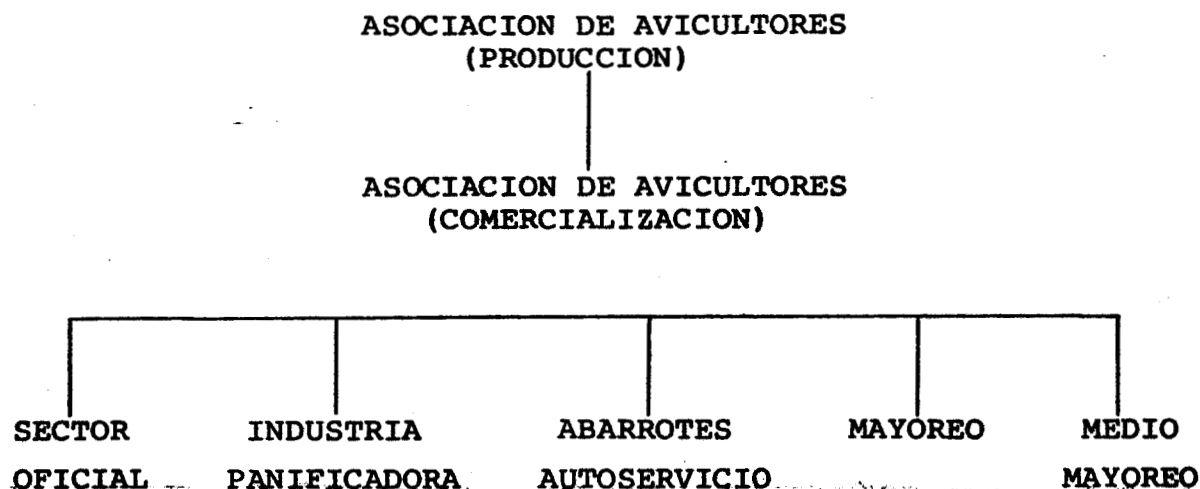 ASOCIACION DE AVICULTORES
(PRODUCCION)
ASOCIACION DE AVICULTORES
(COMERCIALIZACION)
SECTOR INDUSTRIA ABARROTES MAYOREO MEDIO
OFICIAL PANIFICADORA AUTOSERVICIO MAYOREO